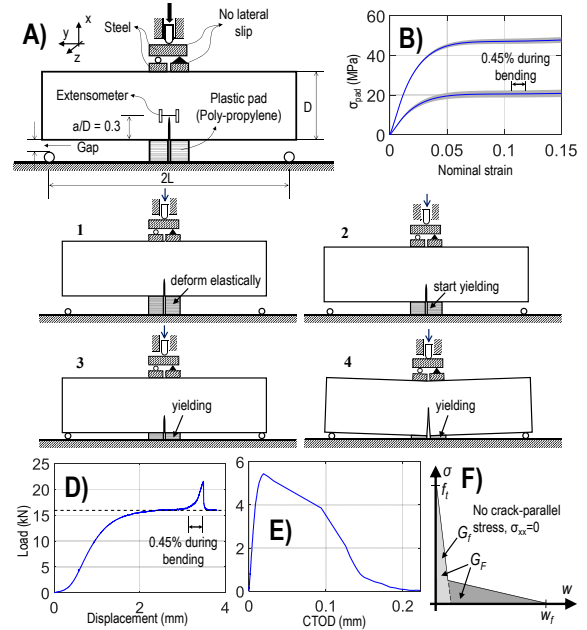 A)
x
y
z
Steel
No lateral
slip
Extensometer
a/D = 0.3
Plastic pad
(Poly-propylene)
D
Gap
2L
B)
60
40
20
0
σpad (MPa)
0.45% during
bending
0 0.05 0.1 0.15
Nominal strain
1
deform elastically
2
start yielding
3
yielding
4
yielding
D)
25
20
15
10
5
0
Load (kN)
0.45% during
bending
0 2 4
Displacement (mm)
E)
6
4
2
0
0 0.1 0.2
CTOD (mm)
F)
σ
ft
No crack-parallel
stress, σxx=0
Gf
GF
w
wf